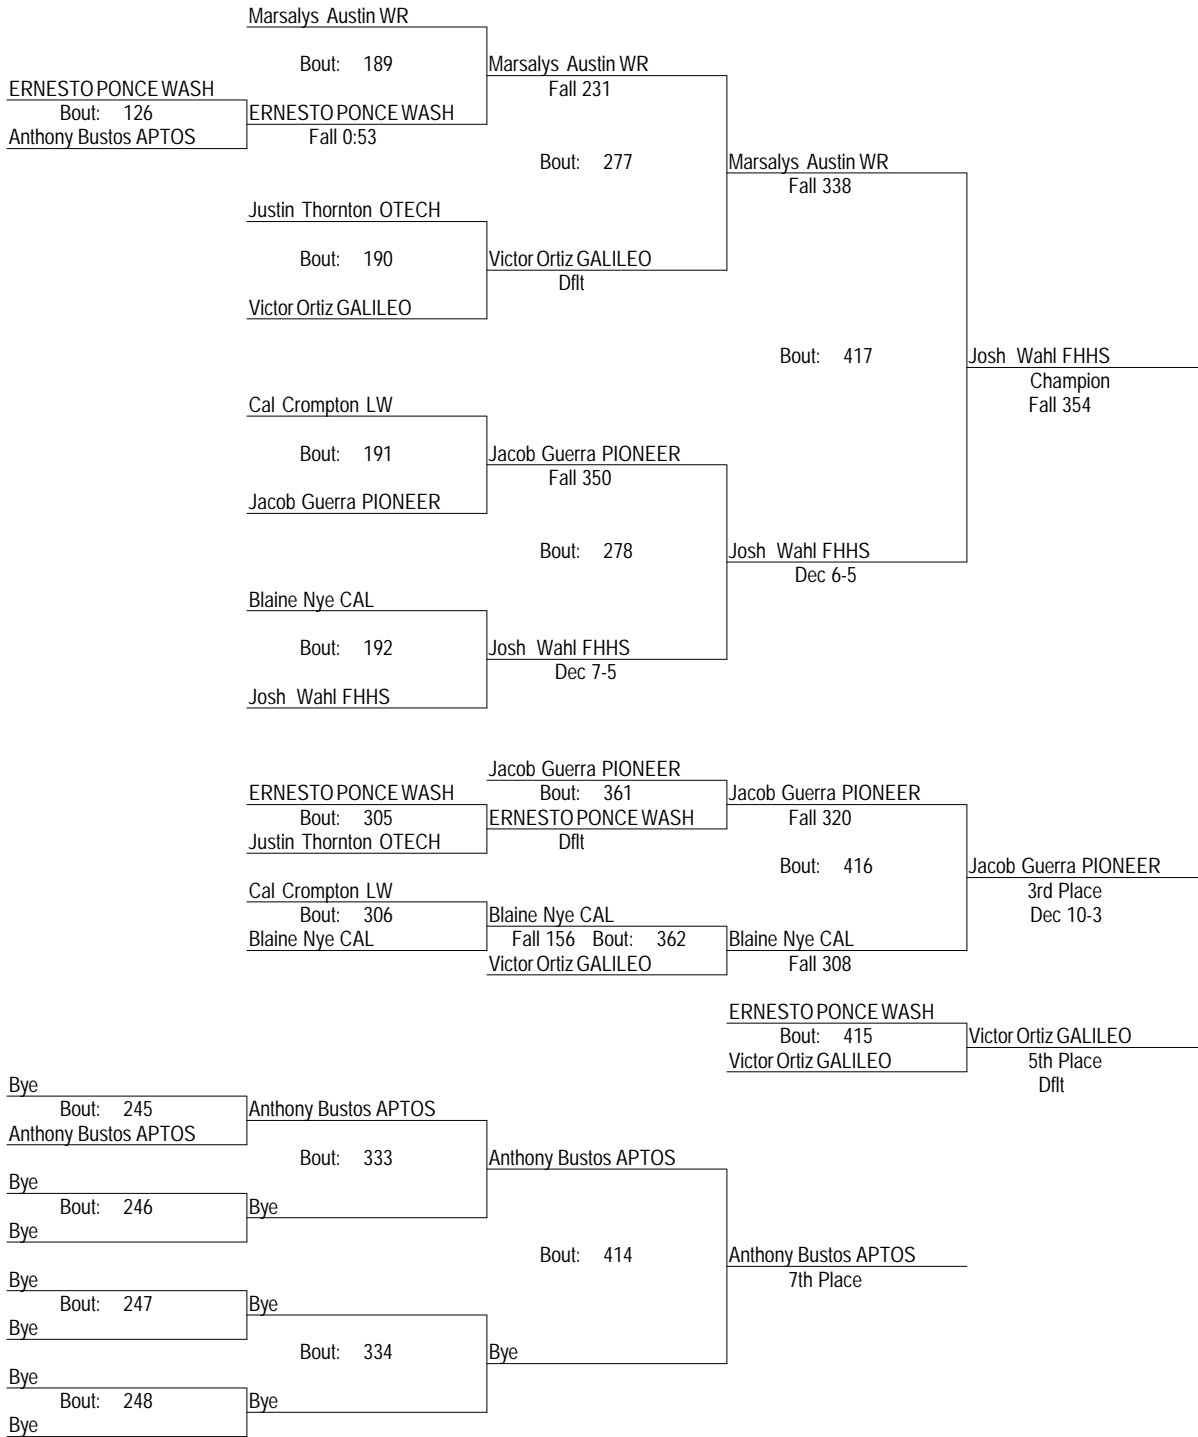 Marsalys Austin WR
Bout: 189
Marsalys Austin WR
Fall 231
ERNESTO PONCE WASH
Bout: 126
Anthony Bustos APTOS
ERNESTO PONCE WASH
Fall 0:53
Bout: 277
Marsalys Austin WR
Fall 338
Justin Thornton OTECH
Bout: 190
Victor Ortiz GALILEO
Dflt
Victor Ortiz GALILEO
Bout: 417
Josh Wahl FHHS
Champion
Fall 354
Cal Crompton LW
Bout: 191
Jacob Guerra PIONEER
Fall 350
Jacob Guerra PIONEER
Bout: 278
Josh Wahl FHHS
Dec 6-5
Blaine Nye CAL
Bout: 192
Josh Wahl FHHS
Dec 7-5
Josh Wahl FHHS
Jacob Guerra PIONEER
ERNESTO PONCE WASH
Bout: 361
Jacob Guerra PIONEER
Bout: 305
ERNESTO PONCE WASH
Fall 320
Justin Thornton OTECH
Dflt
Bout: 416
Jacob Guerra PIONEER
3rd Place
Dec 10-3
Cal Crompton LW
Bout: 306
Blaine Nye CAL
Blaine Nye CAL
Fall 156 Bout: 362
Blaine Nye CAL
Victor Ortiz GALILEO
Fall 308
ERNESTO PONCE WASH
Bout: 415
Victor Ortiz GALILEO
Victor Ortiz GALILEO
5th Place
Dflt
Bye
Bout: 245
Anthony Bustos APTOS
Anthony Bustos APTOS
Bout: 333
Anthony Bustos APTOS
Bye
Bout: 246
Bye
Bye
Bout: 414
Anthony Bustos APTOS
7th Place
Bye
Bout: 247
Bye
Bye
Bout: 334
Bye
Bye
Bout: 248
Bye
Bye